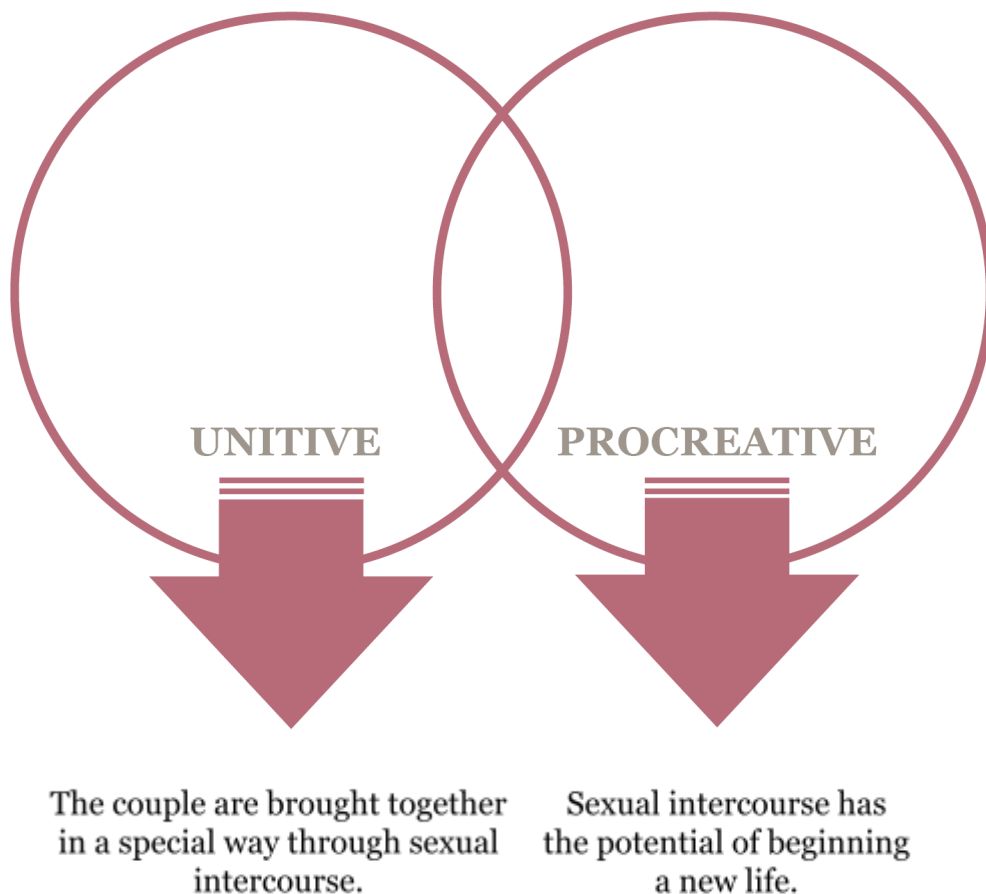 UNITIVE
PROCREATIVE
The couple are brought together
in a special way through sexual
intercourse.
Sexual intercourse has
the potential of beginning
a new life.